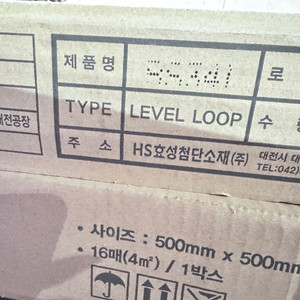 제품명 55341 로
TYPE LEVEL LOOP 수
대전공장
주소 HS효성첨단소재(주) 대전시 대
TEL:042)
• 사이즈 : 500mm x 500mm
• 16매(4㎡) / 1박스